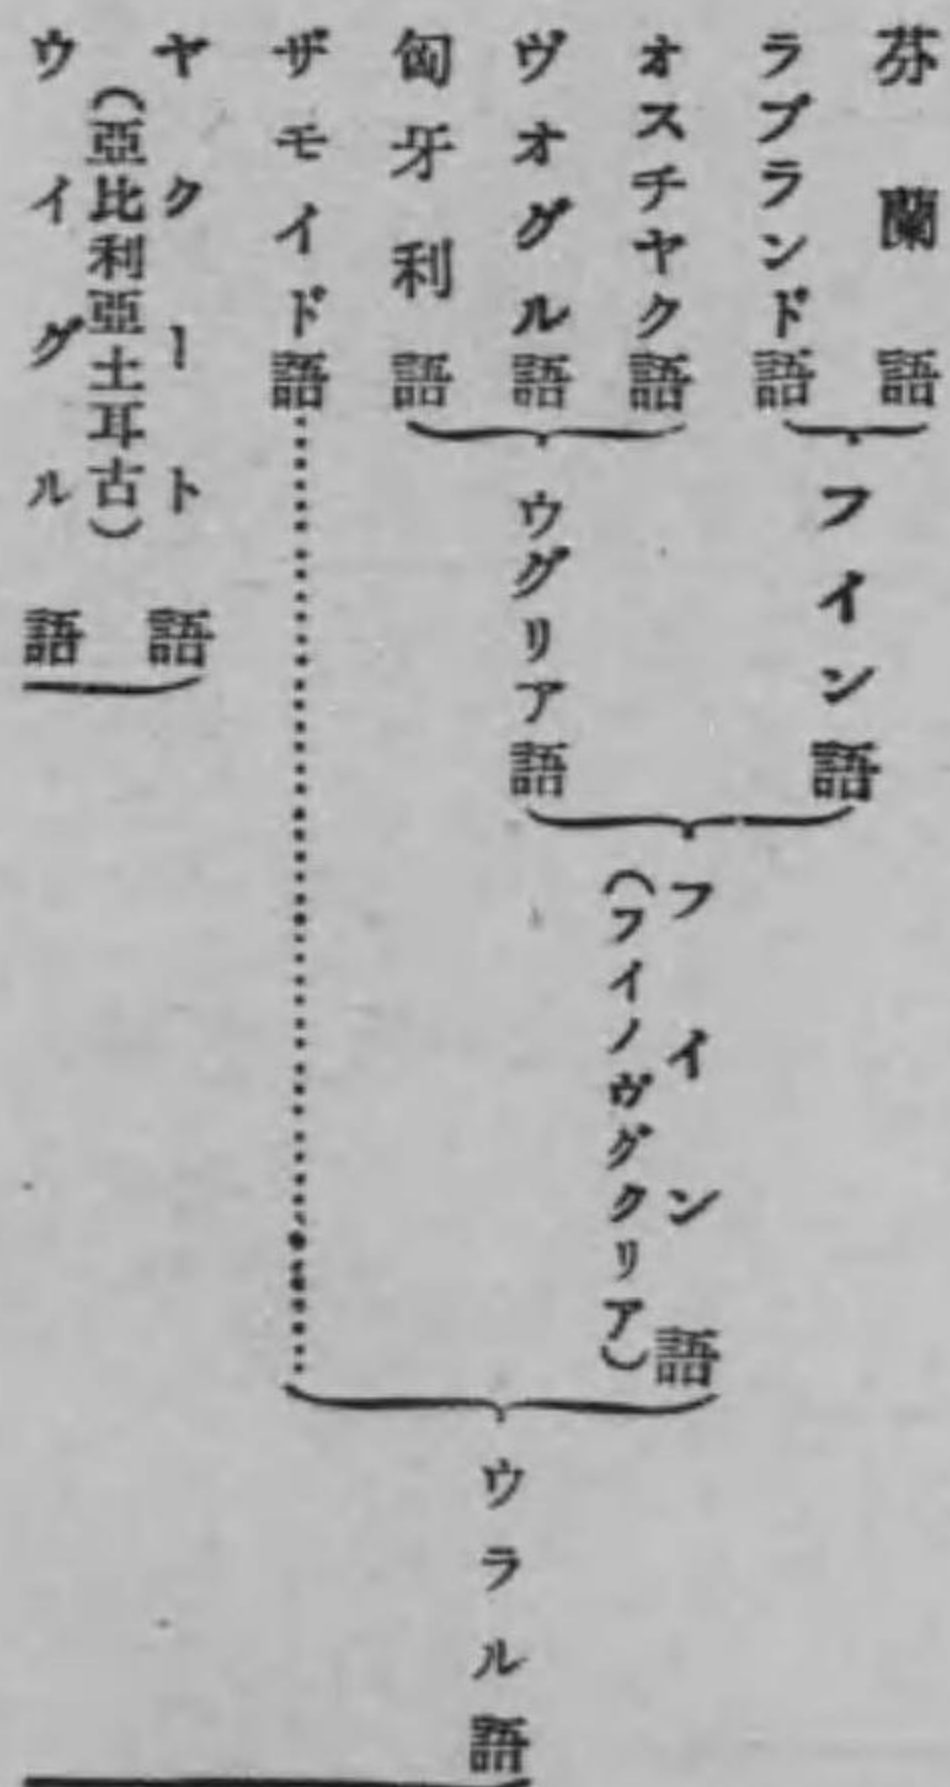 芬蘭語
ラプランド語
オスチヤク語
ヴオグル語
匈牙利語
ザモイド語
ヤクート語
(亞比利亞土耳古)
ウイグル語
フイン語
ウグリア語
フイン語
(フイノヴグクリア)
ウラル語